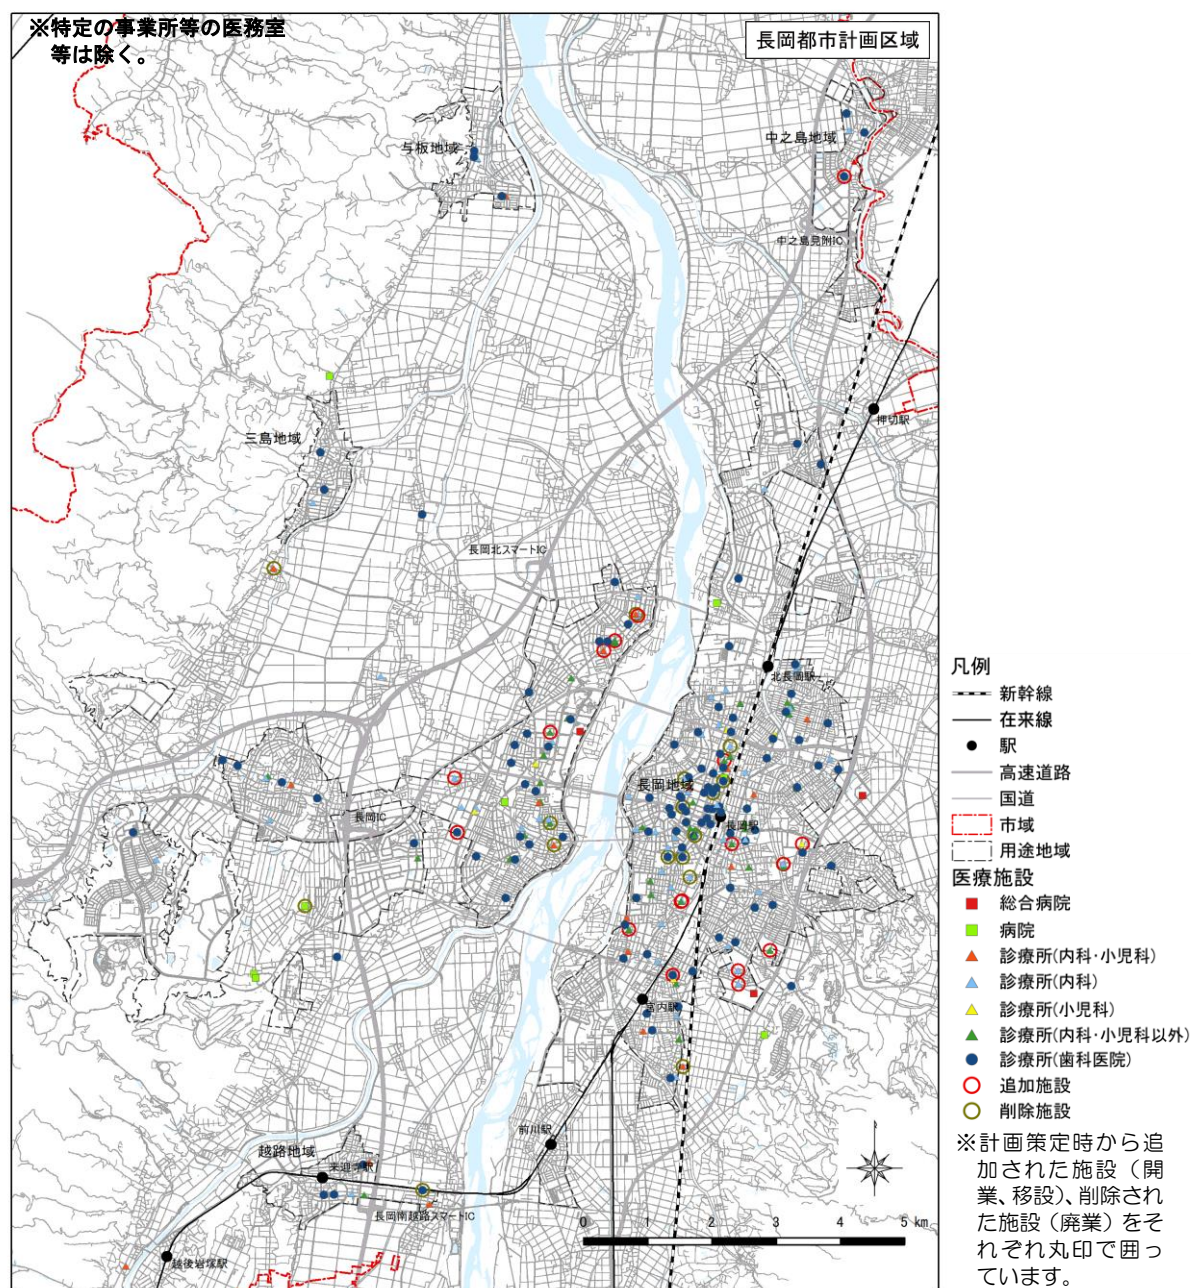 ※特定の事業所等の医務室
等は除く。
長岡都市計画区域
中之島地域
与板地域
中之島見附IC
押切駅
三島地域
長岡北スマートIC
北長岡駅
長岡地域
長岡駅
長岡IC
宮内駅
前川駅
越路地域
来迎寺駅
長岡南越路スマートIC
越後岩塚駅
0 1 2 3 4 5 km
凡例
新幹線
在来線
駅
高速道路
国道
市域
用途地域
医療施設
総合病院
病院
診療所(内科・小児科)
診療所(内科)
診療所(小児科)
診療所(内科・小児科以外)
診療所(歯科医院)
追加施設
削除施設
※計画策定時から追
加された施設（開
業、移設）、削除され
た施設（廃業）をそ
れぞれ丸印で囲っ
ています。